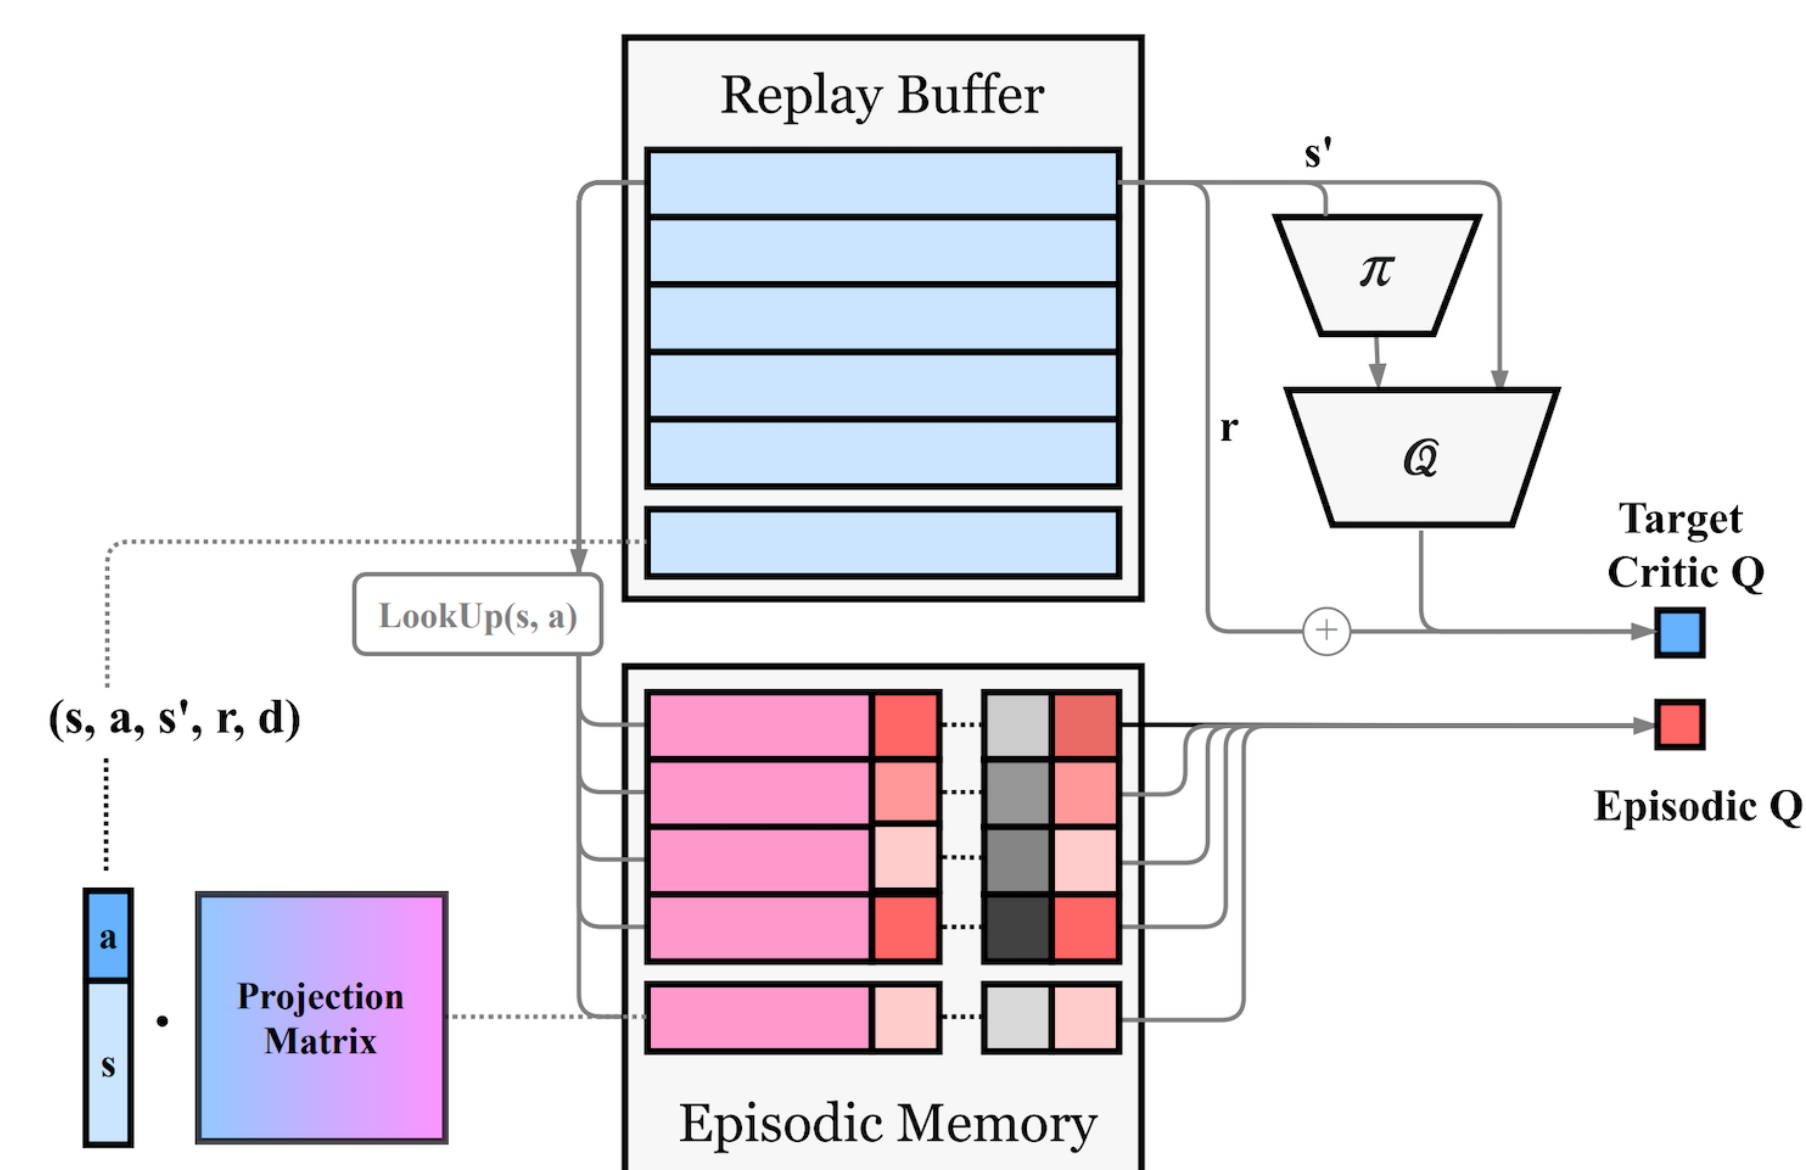 Replay Buffer
s'
π
r
Q
Target
Critic Q
LookUp(s, a)
+
(s, a, s', r, d)
Episodic Q
a
s
Projection
Matrix
Episodic Memory